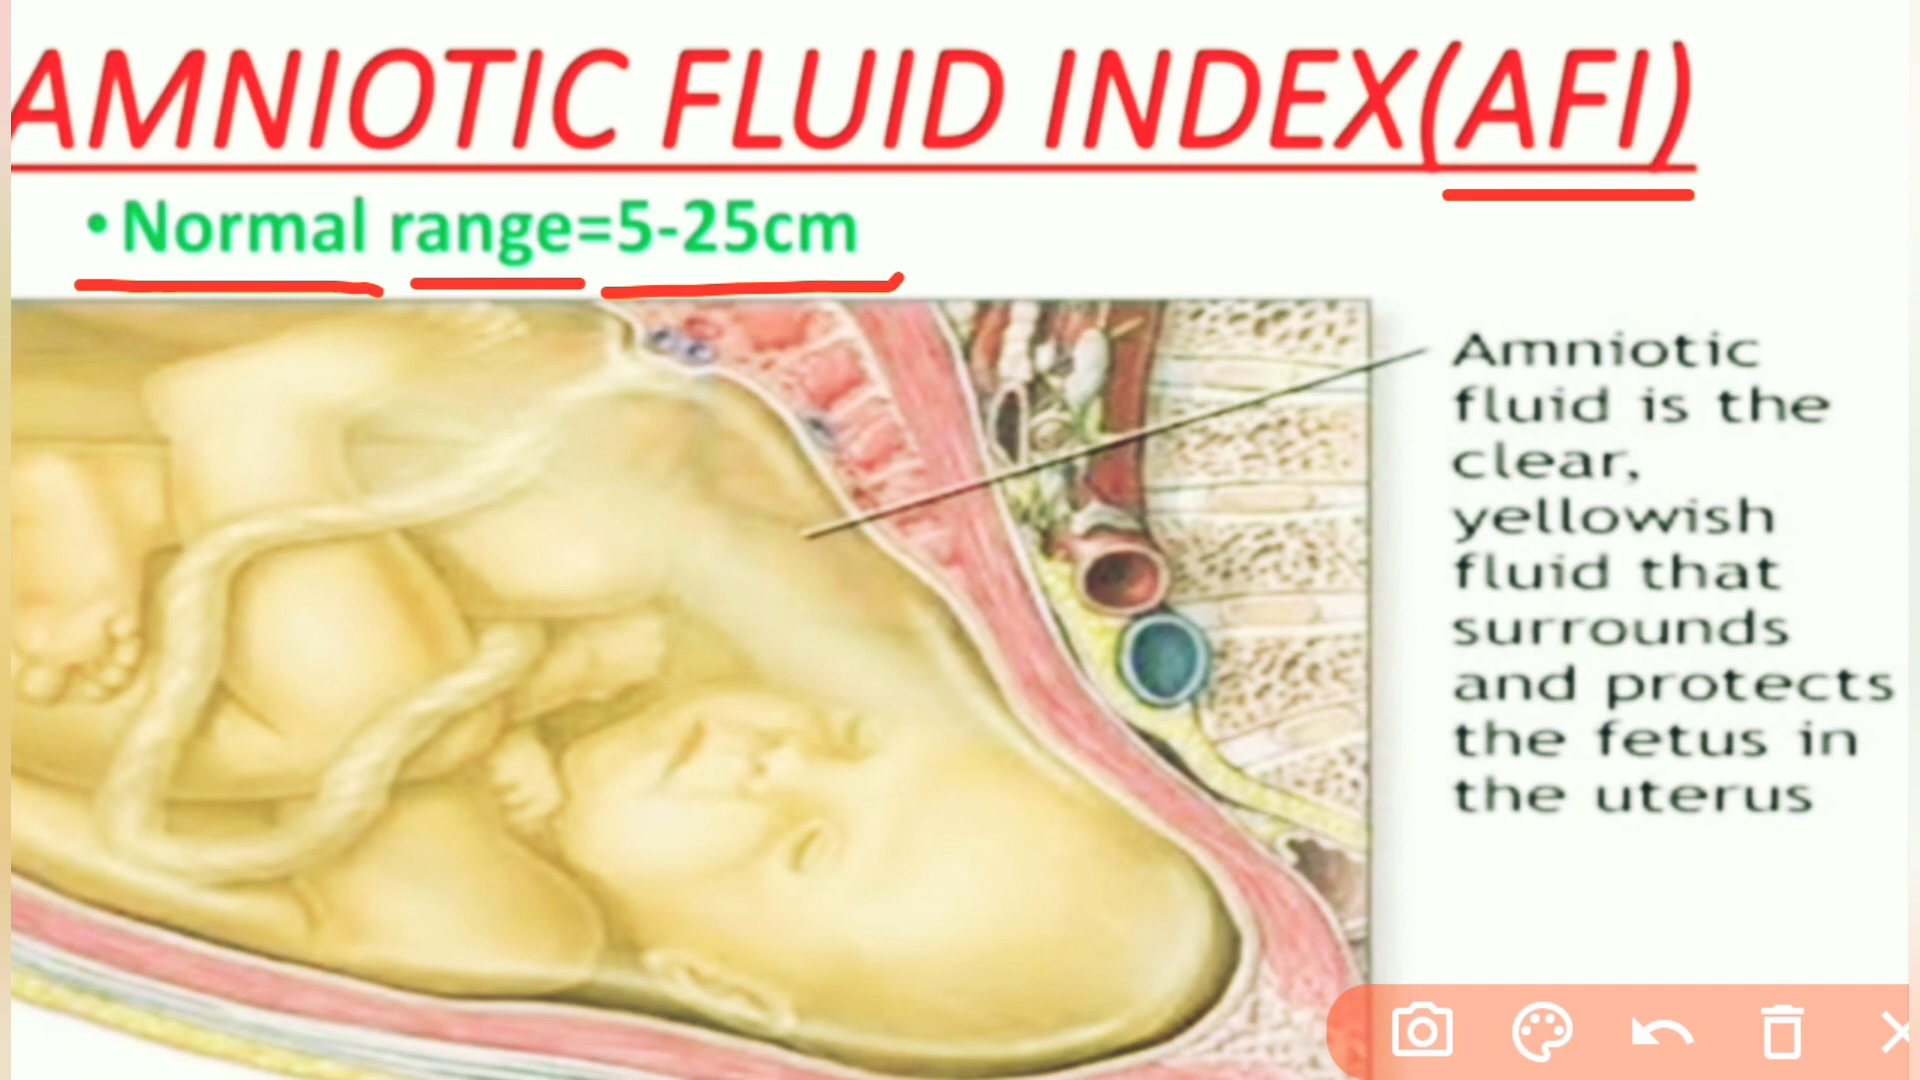 AMNIOTIC FLUID INDEX(AFI)
• Normal range=5-25cm
Amniotic
fluid is the
clear,
yellowish
fluid that
surrounds
and protects
the fetus in
the uterus